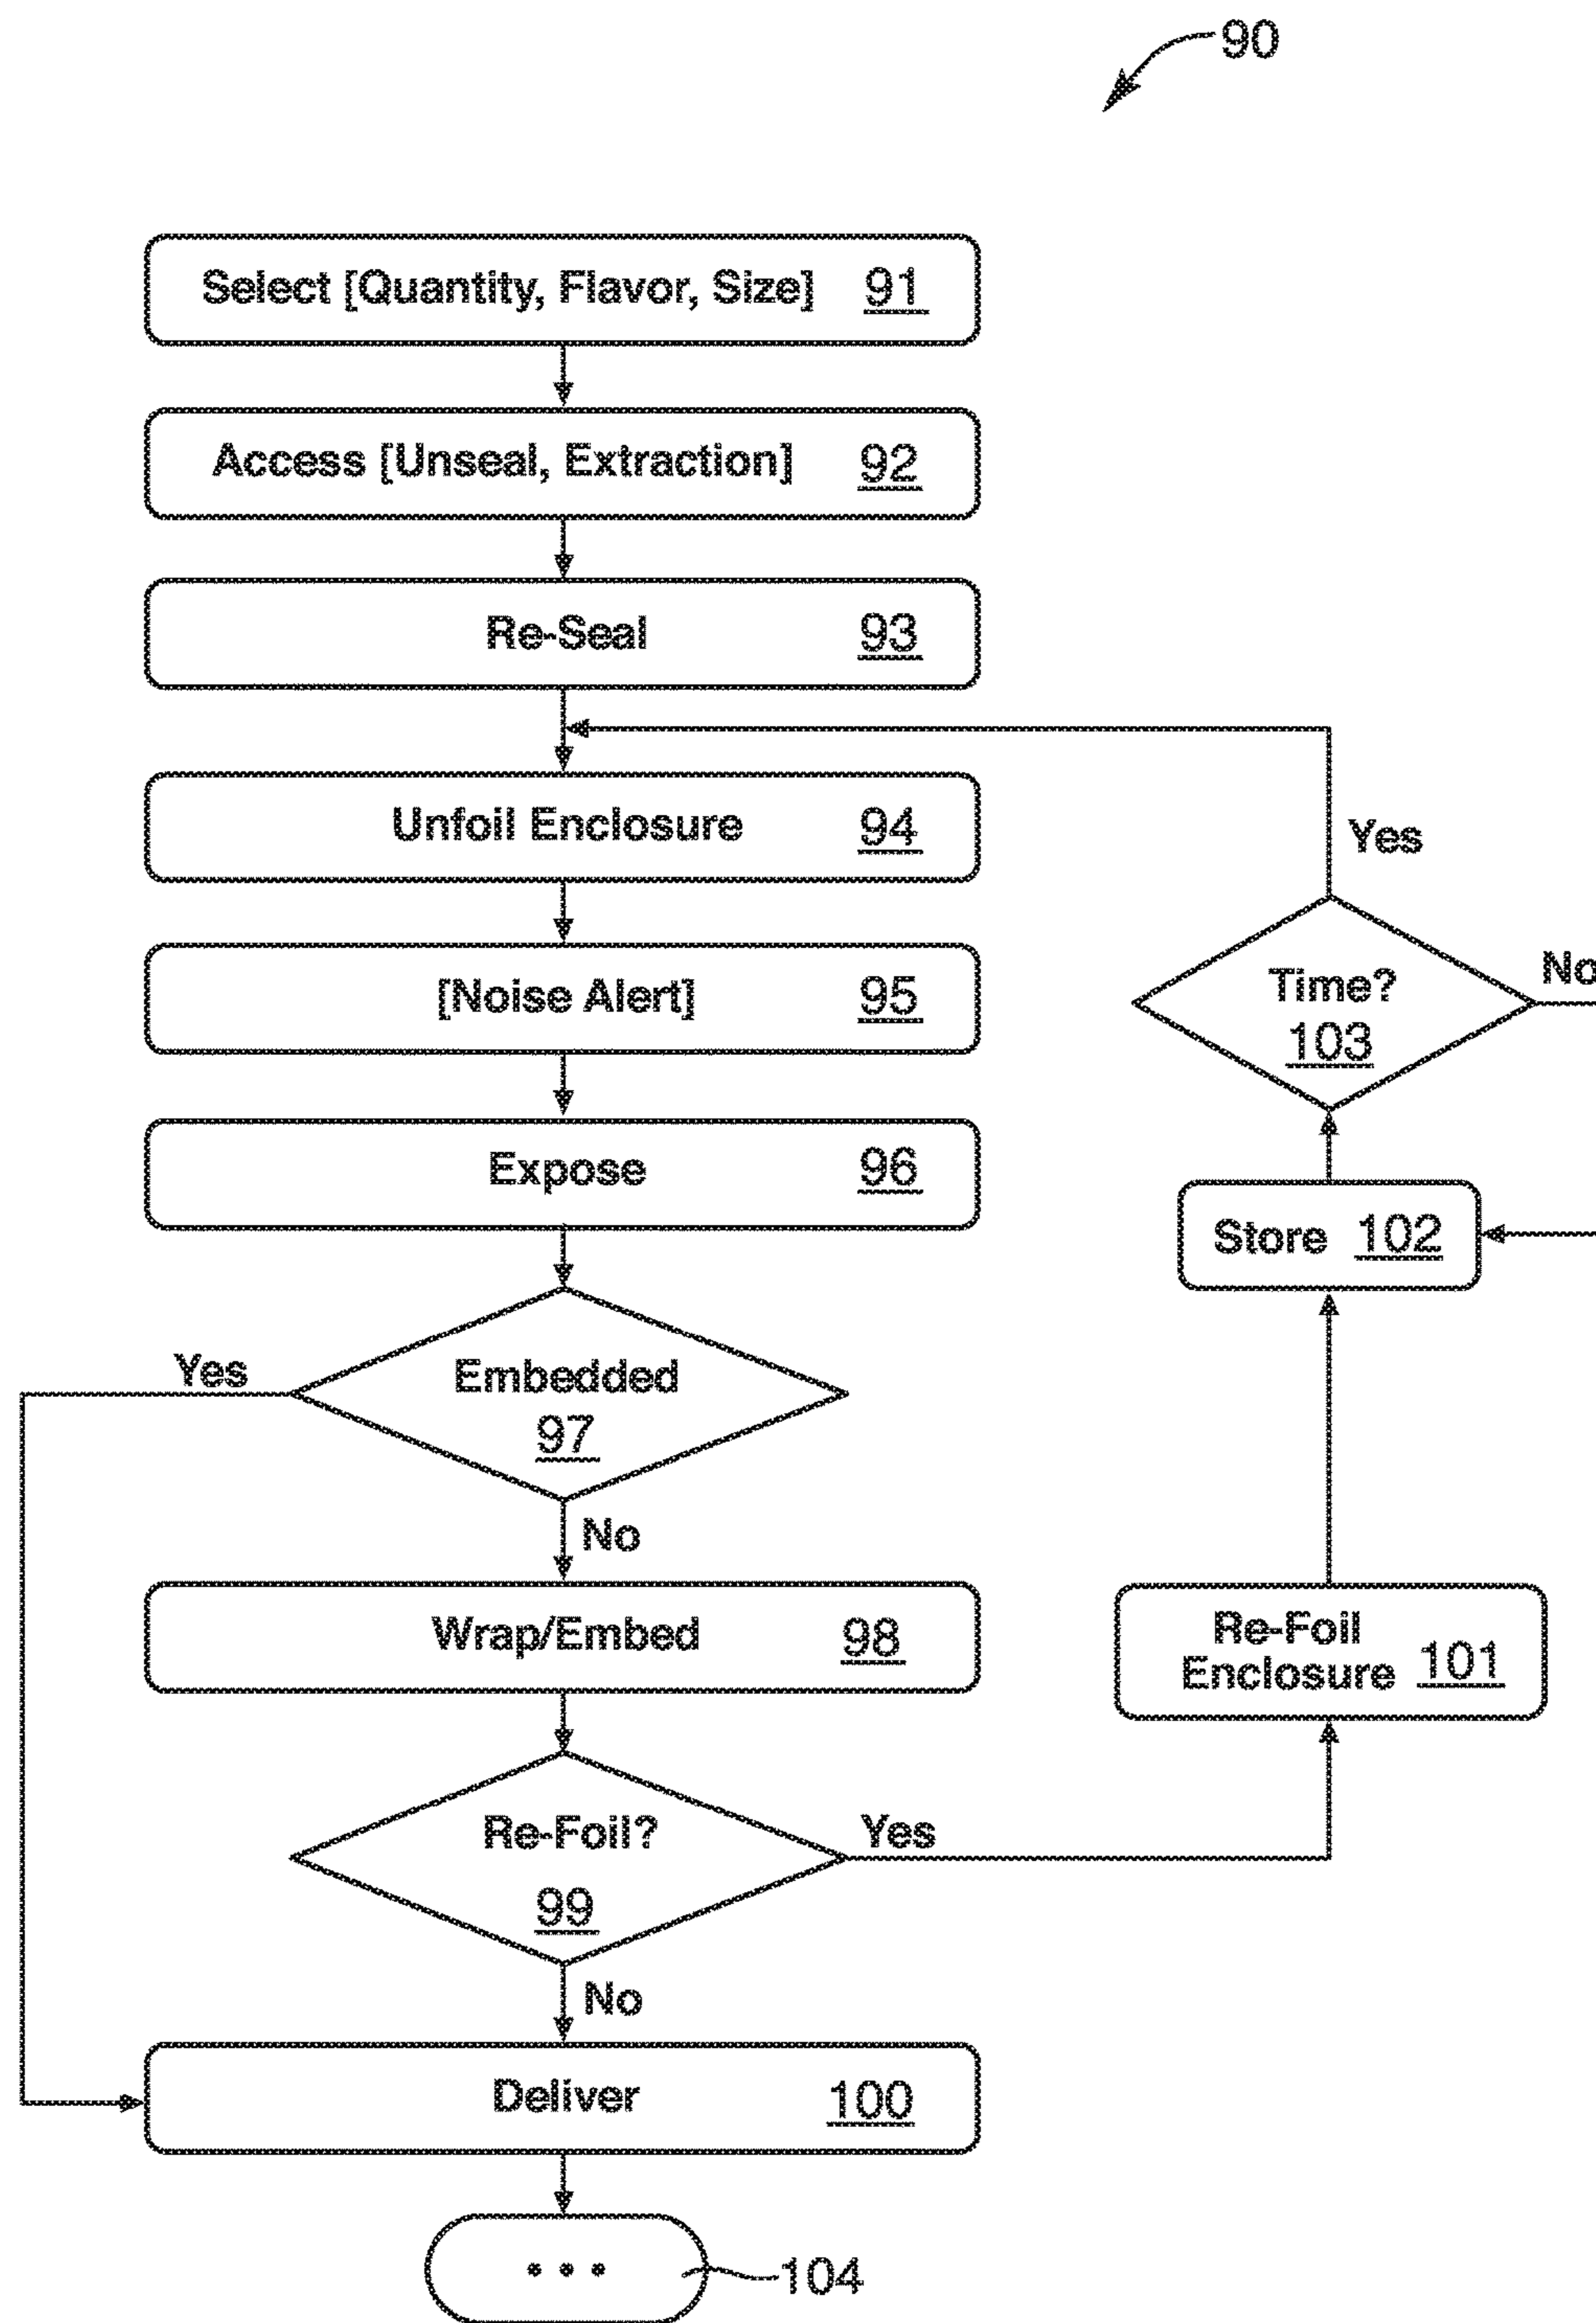 90
Select [Quantity, Flavor, Size] 91
Access [Unseal, Extraction] 92
Re-Seal 93
Unfoil Enclosure 94
Yes
[Noise Alert] 95
Time?
103
No
Expose 96
Store 102
Embedded
97
Yes
No
Wrap/Embed 98
Re-Foil
Enclosure 101
Re-Foil?
99
Yes
No
Deliver 100
• • •
104